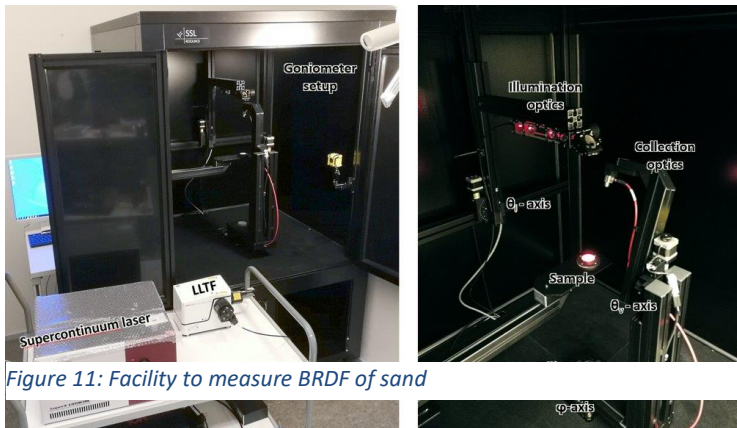 SSL
Goniometer
setup
LLTF
Supercontinuum laser
Illumination
optics
Collection
optics
θi - axis
Sample
θv - axis
Figure 11: Facility to measure BRDF of sand
φ-axis